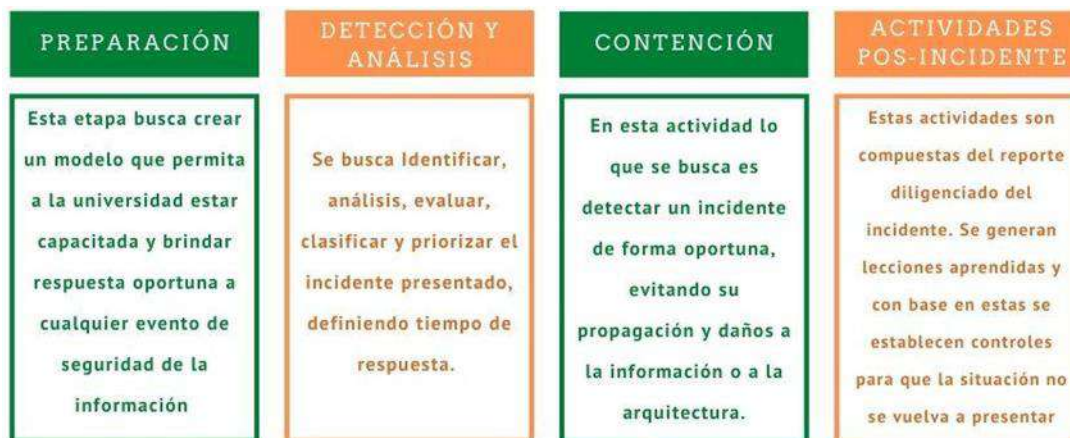 PREPARACIÓN
Esta etapa busca crear
un modelo que permita
a la universidad estar
capacitada y brindar
respuesta oportuna a
cualquier evento de
seguridad de la
información
DETECCIÓN Y
ANÁLISIS
Se busca Identificar,
análisis, evaluar,
clasificar y priorizar el
incidente presentado,
definiendo tiempo de
respuesta.
CONTENCIÓN
En esta actividad lo
que se busca es
detectar un incidente
de forma oportuna,
evitando su
propagación y daños a
la información o a la
arquitectura.
ACTIVIDADES
POS-INCIDENTE
Estas actividades son
compuestas del reporte
diligenciado del
incidente. Se generan
lecciones aprendidas y
con base en estas se
establecen controles
para que la situación no
se vuelva a presentar